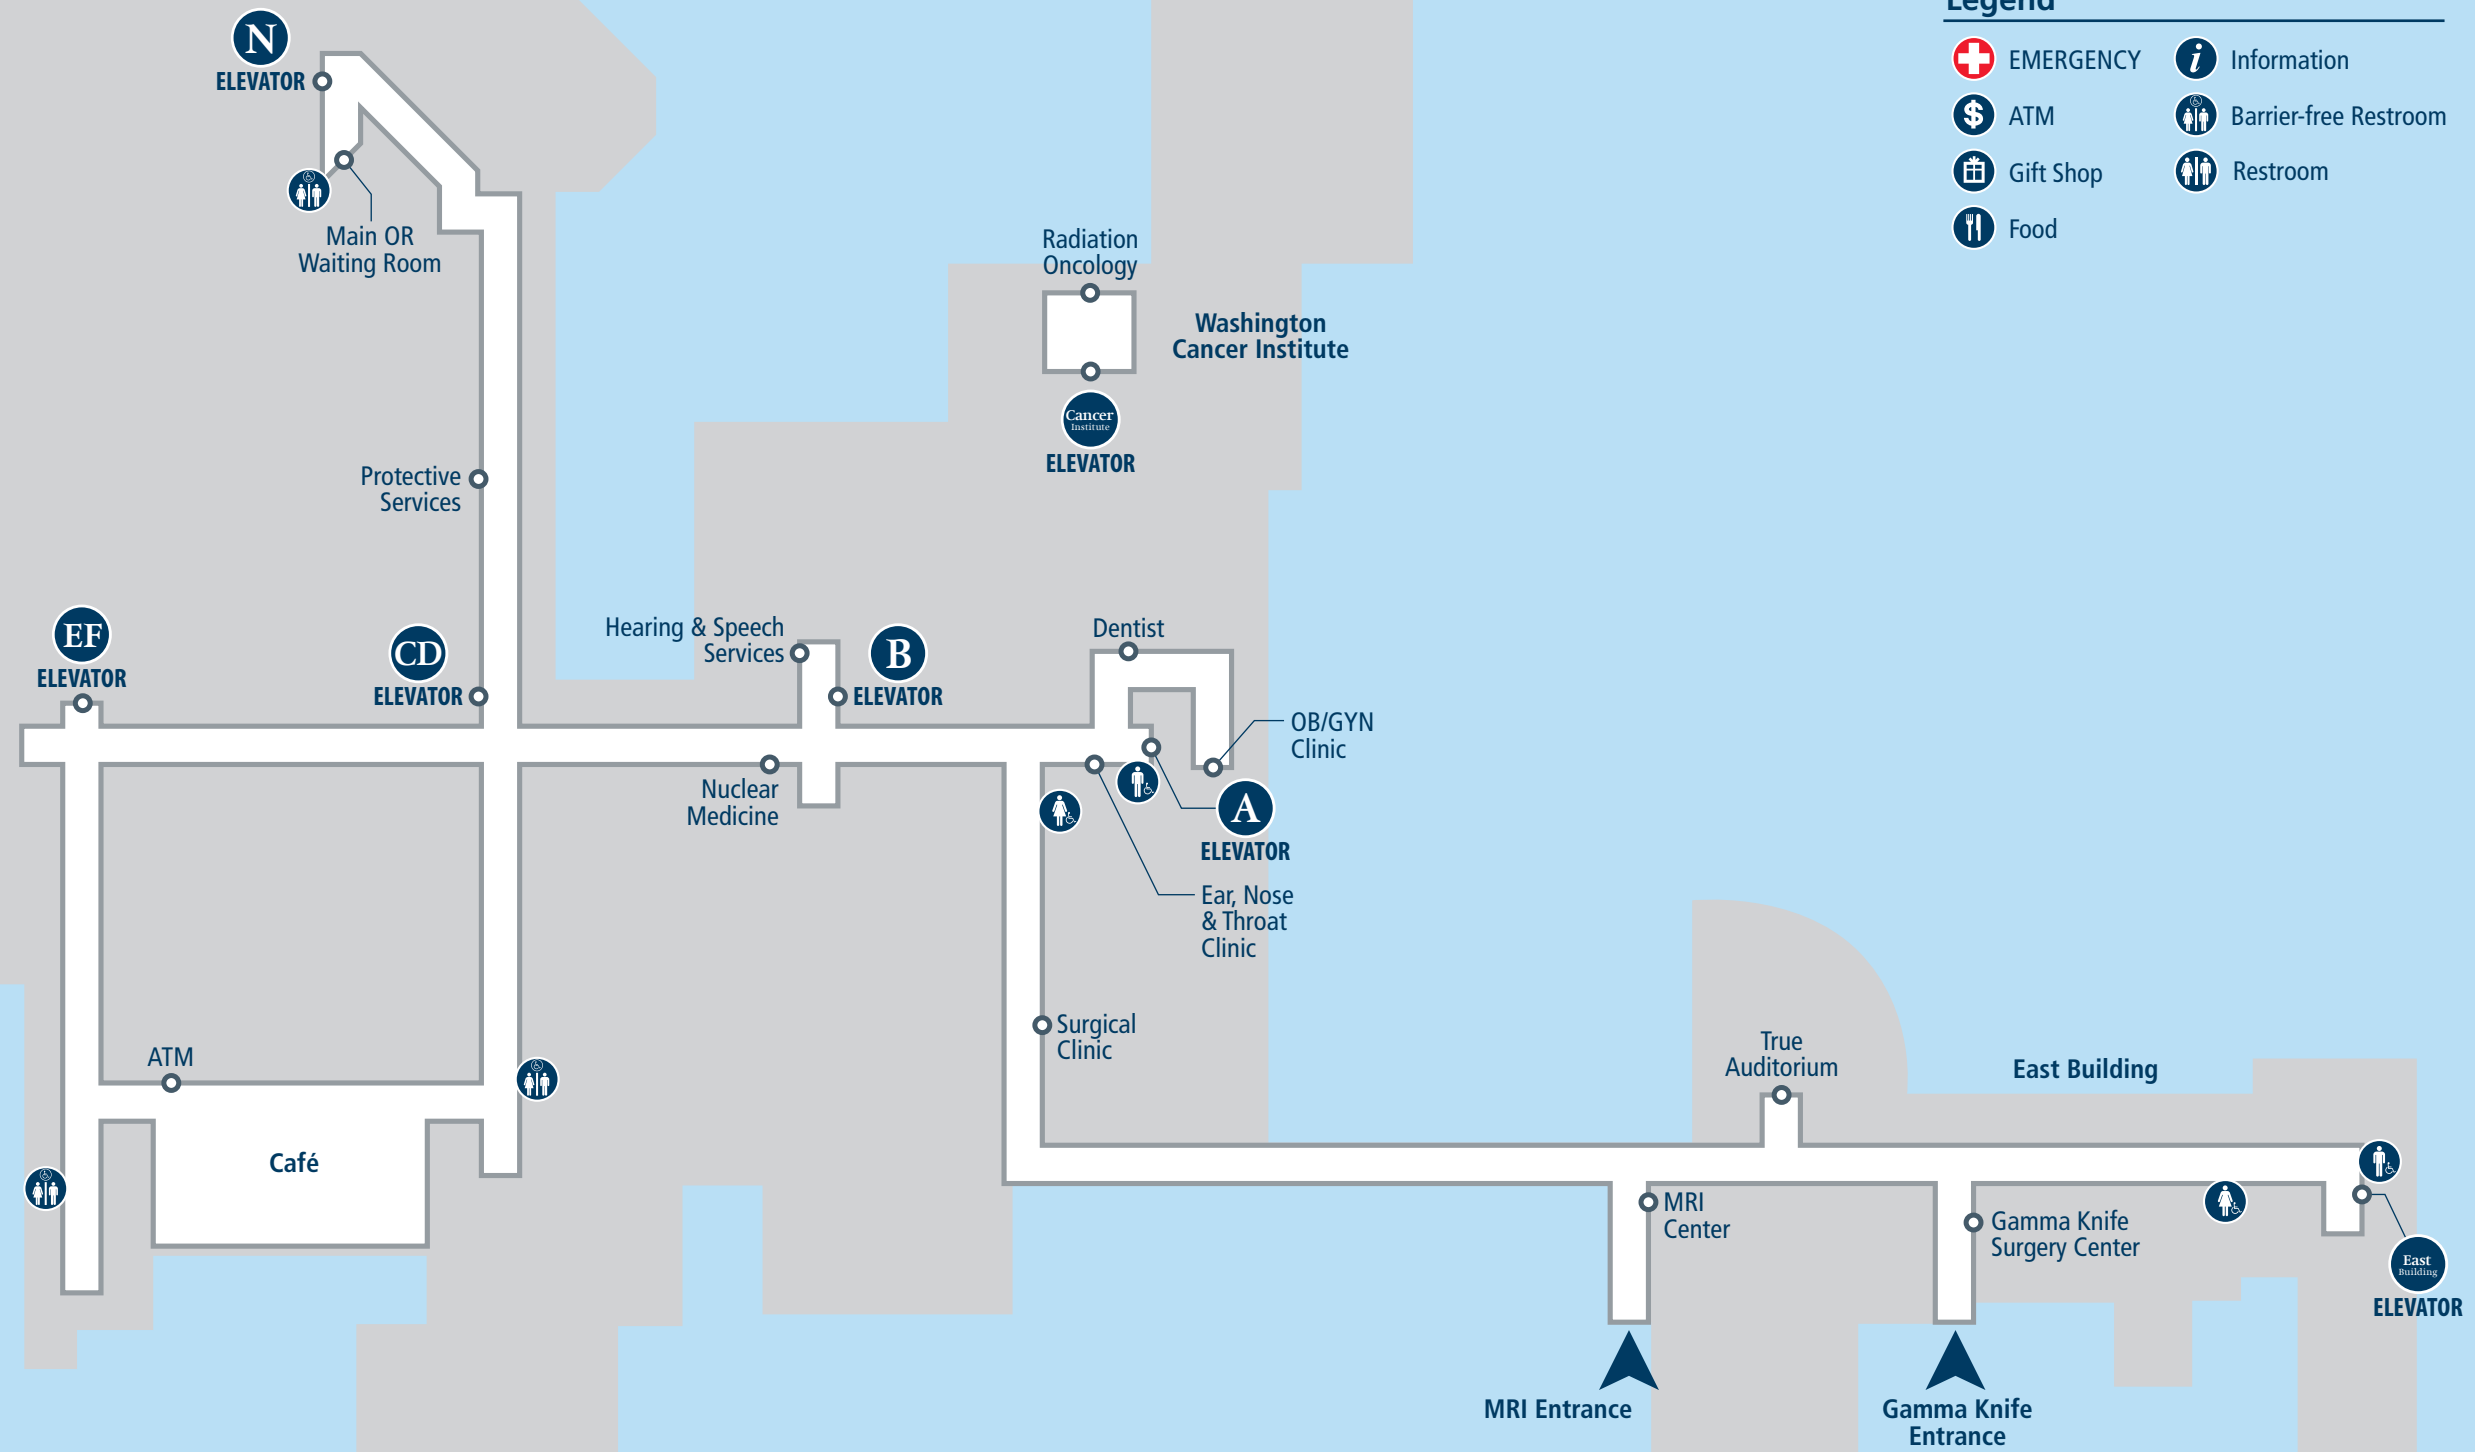 Legend
EMERGENCY
Information
$
ATM
Barrier-free Restroom
Gift Shop
Restroom
Food
N
ELEVATOR
Main OR
Waiting Room
Radiation
Oncology
Washington
Cancer Institute
Cancer
Institute
ELEVATOR
Protective
Services
EF
ELEVATOR
CD
ELEVATOR
Hearing & Speech
Services
B
ELEVATOR
Dentist
OB/GYN
Clinic
Nuclear
Medicine
A
ELEVATOR
Ear, Nose
& Throat
Clinic
Surgical
Clinic
ATM
Café
True
Auditorium
East Building
MRI
Center
Gamma Knife
Surgery Center
East
Building
ELEVATOR
MRI Entrance
Gamma Knife
Entrance